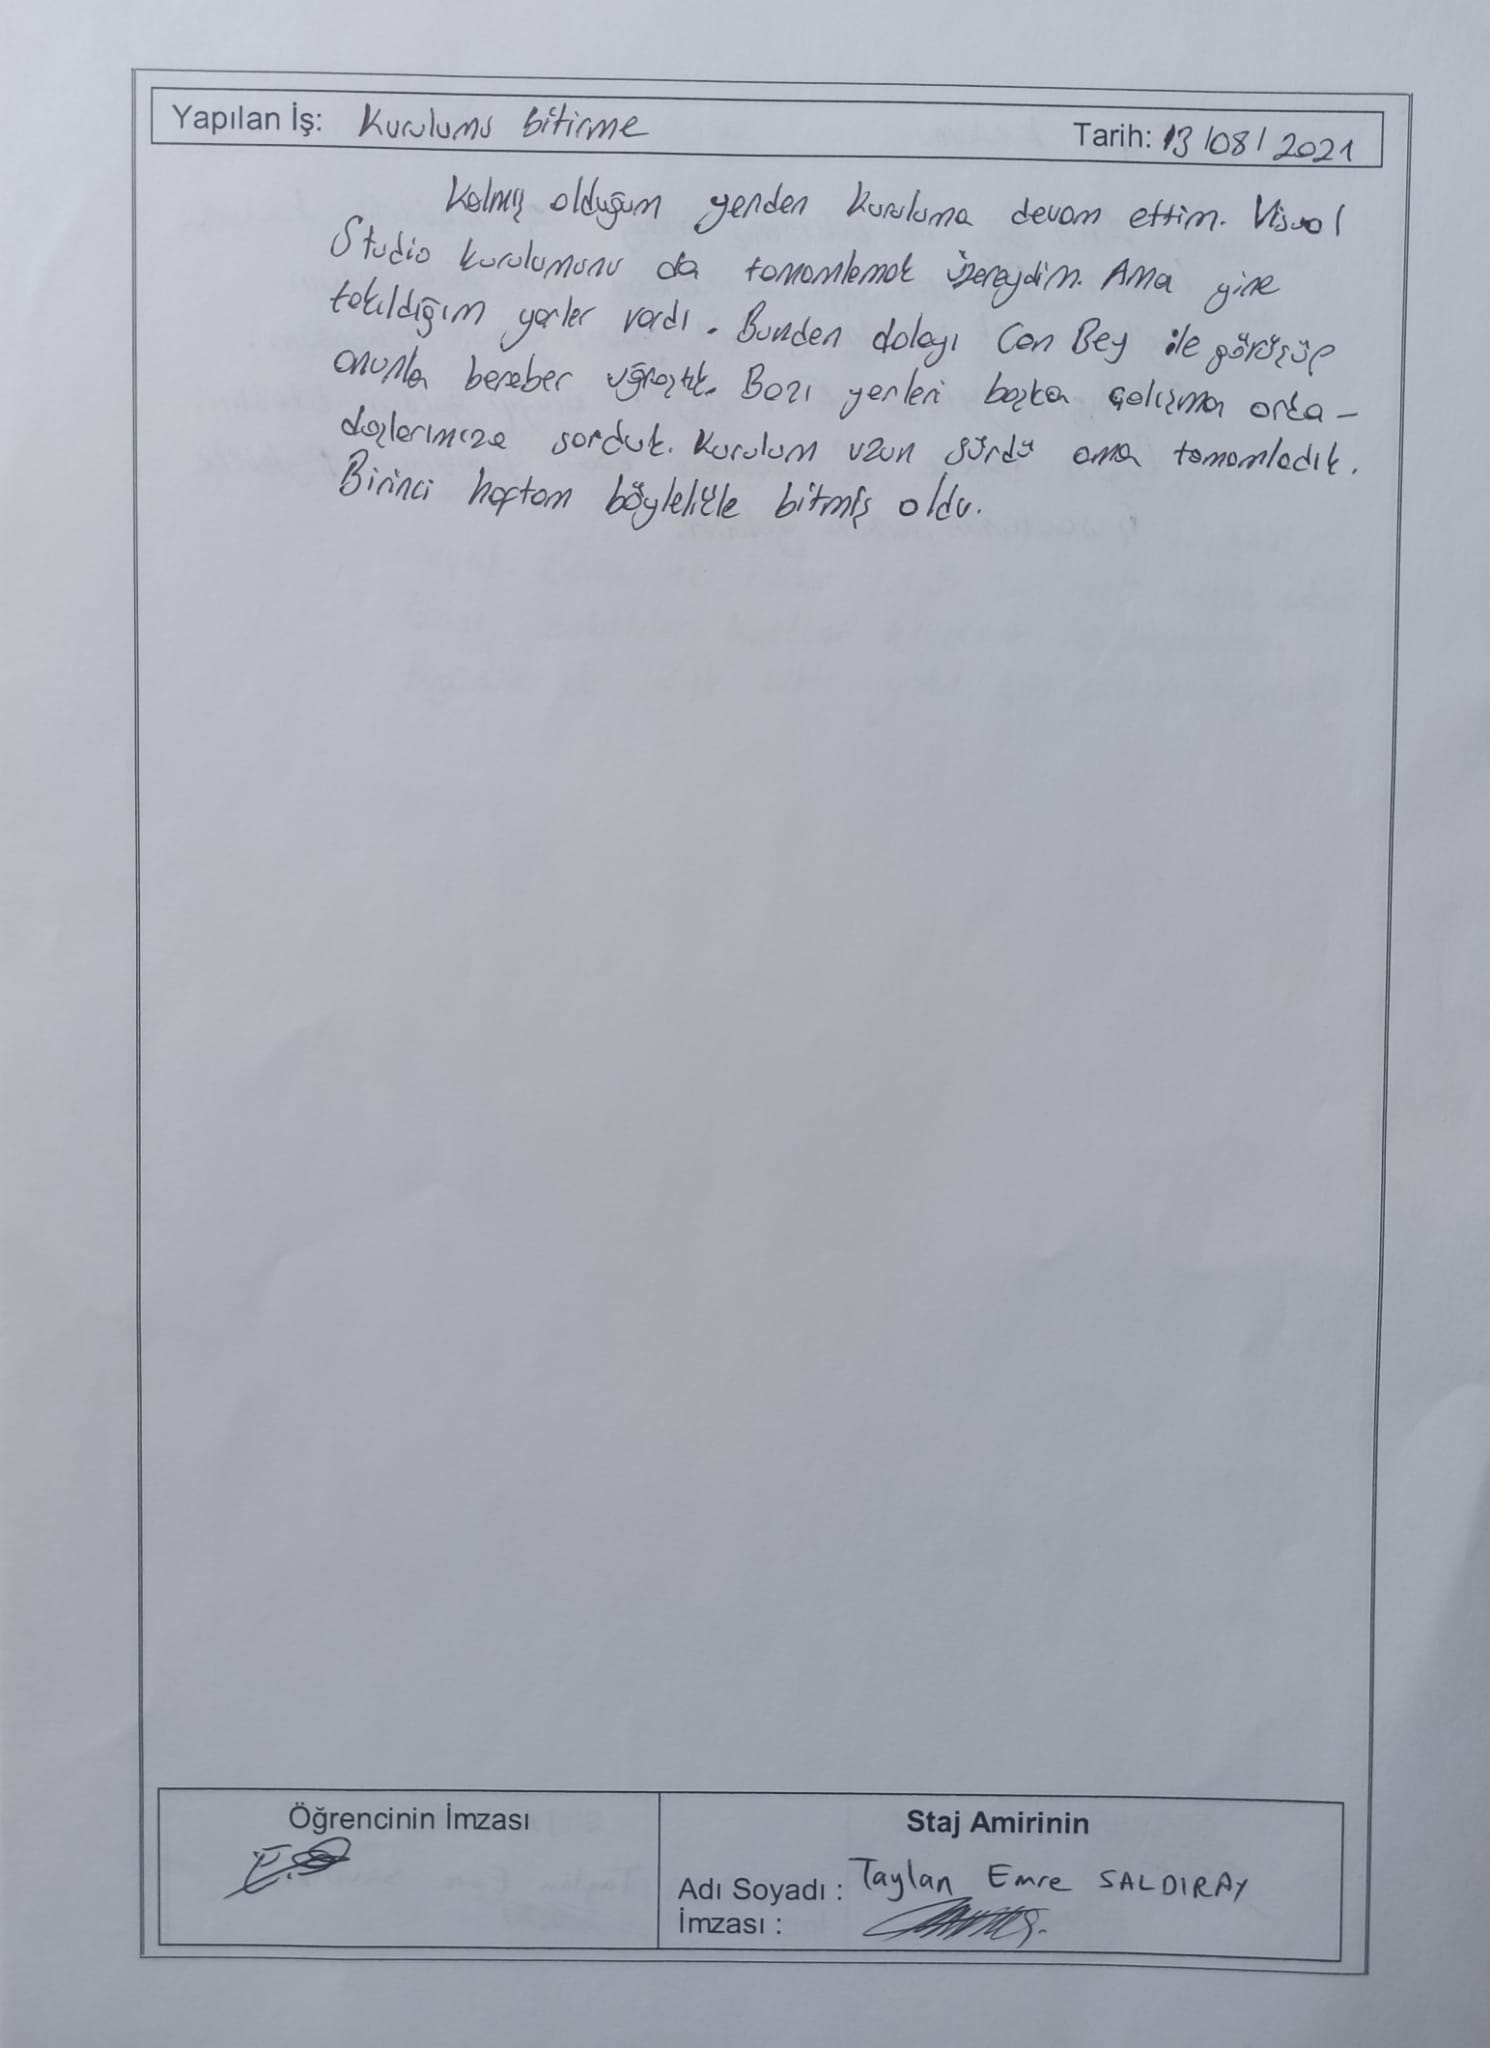 Yapılan İş: Kurulumu bitirme
Tarih: 13/08/2021
Kalmış olduğum yerden kuruluma devam ettim. Visual
Studio kurulumunu da tamamlamak üzereydim. Ama yine
takıldığım yerler vardı. Bundan dolayı Can Bey ile görüşüp
onunla beraber uğraştık. Bazı yerleri başka çalışma arka-
daşlarımıza sorduk. Kurulum uzun sürdü ama tamamladık.
Birinci haftam böylelikle bitmiş oldu.
Öğrencinin İmzası
Staj Amirinin
Adı Soyadı : Taylan Emre SALDIRAY
İmzası :